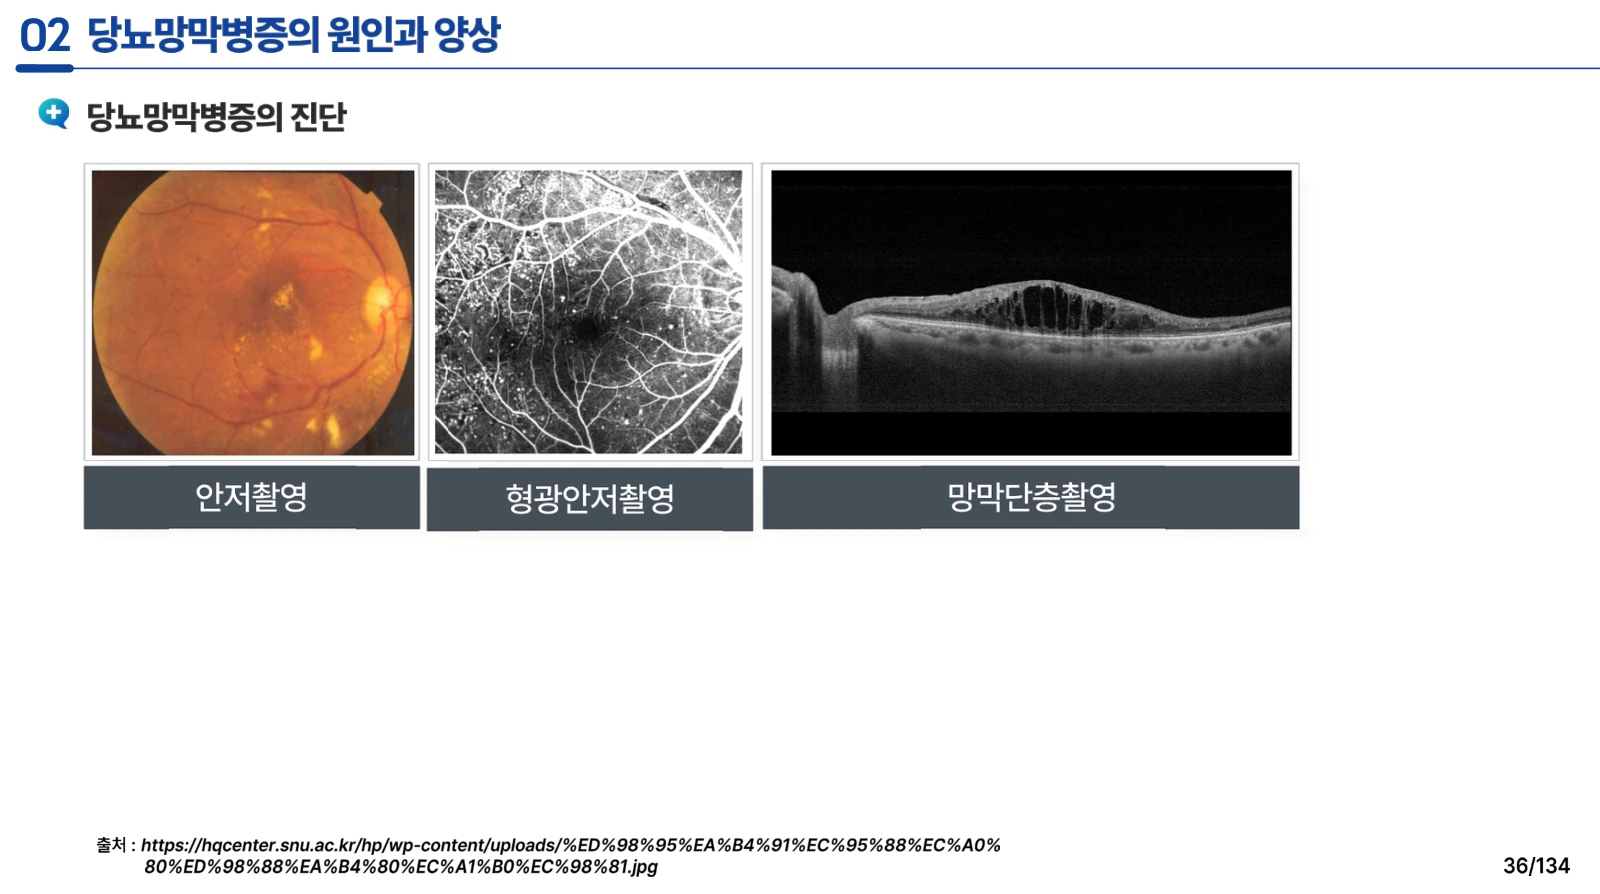 02 당뇨망막병증의 원인과 양상
당뇨망막병증의 진단
안저촬영
형광안저촬영
망막단층촬영
출처 : https://hqcenter.snu.ac.kr/hp/wp-content/uploads/%ED%98%95%EA%B4%91%EC%95%88%EC%A0%
80%ED%98%88%EA%B4%80%EC%A1%B0%EC%98%81.jpg
36/134